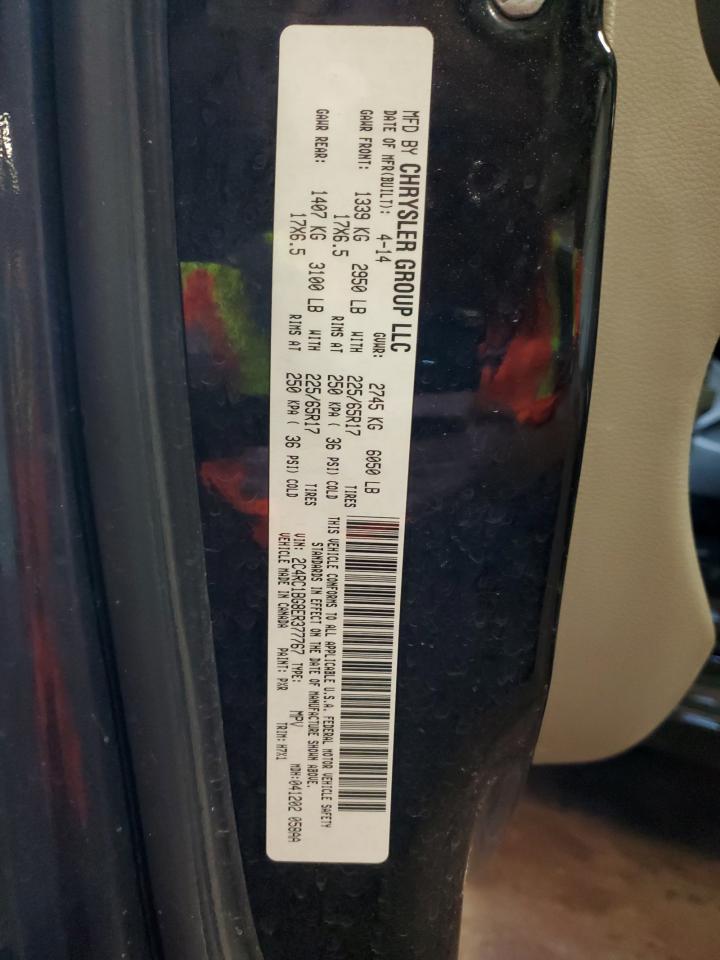 MFD BY CHRYSLER GROUP LLC
DATE OF MFR(BUILT): 4-14 GVWR: 2745 KG 6050 LB
GAWR FRONT: 1339 KG 2950 LB WITH 225/65R17 TIRES
17X6.5 RIMS AT 250 KPA ( 36 PSI) COLD
GAWR REAR: 1407 KG 3100 LB WITH 225/65R17 TIRES
17X6.5 RIMS AT 250 KPA ( 36 PSI) COLD
THIS VEHICLE CONFORMS TO ALL APPLICABLE U.S.A. FEDERAL MOTOR VEHICLE SAFETY
STANDARDS IN EFFECT ON THE DATE OF MANUFACTURE SHOWN ABOVE.
VIN: 2C4RC1BG8ER377767 TYPE: MPV MDH:041202 058AA
VEHICLE MADE IN CANADA PAINT: PXR TRIM: H7X1